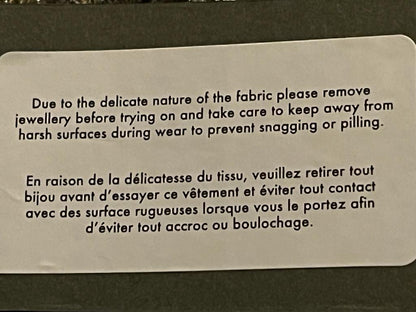 Due to the delicate nature of the fabric please remove
jewellery before trying on and take care to keep away from
harsh surfaces during wear to prevent snagging or pilling.
En raison de la délicatesse du tissu, veuillez retirer tout
bijou avant d'essayer ce vêtement et éviter tout contact
avec des surface rugueuses lorsque vous le portez afin
d'éviter tout accroc ou boulochage.